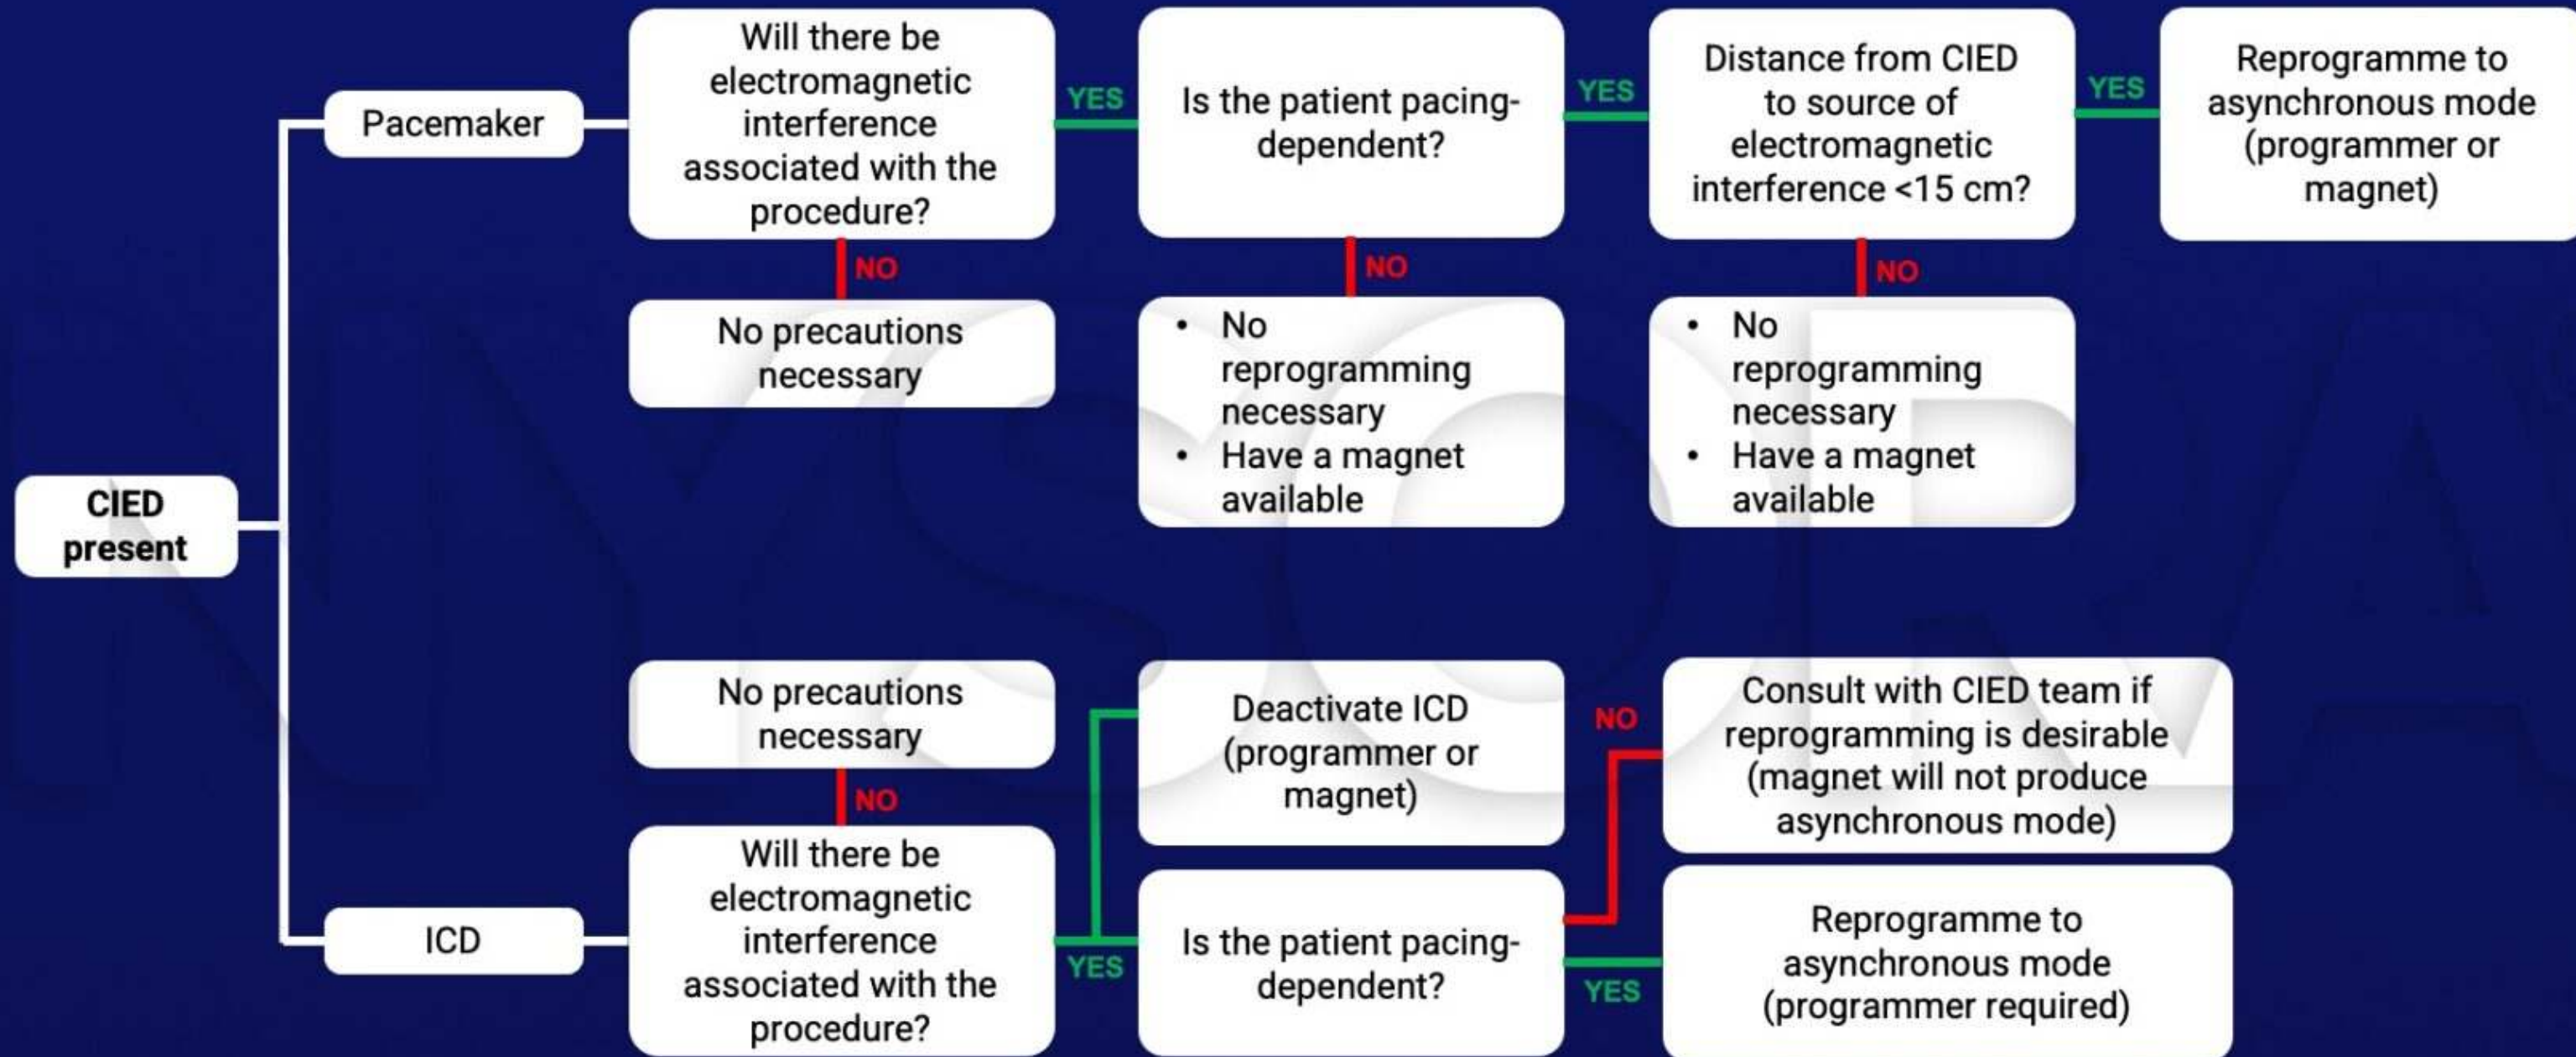 CIED
present
Pacemaker
Will there be
electromagnetic
interference
associated with the
procedure?
YES
Is the patient pacing-
dependent?
YES
Distance from CIED
to source of
electromagnetic
interference <15 cm?
YES
Reprogramme to
asynchronous mode
(programmer or
magnet)
NO
No precautions
necessary
NO
• No
reprogramming
necessary
• Have a magnet
available
NO
• No
reprogramming
necessary
• Have a magnet
available
ICD
No precautions
necessary
NO
Will there be
electromagnetic
interference
associated with the
procedure?
YES
Deactivate ICD
(programmer or
magnet)
Is the patient pacing-
dependent?
NO
Consult with CIED team if
reprogramming is desirable
(magnet will not produce
asynchronous mode)
YES
Reprogramme to
asynchronous mode
(programmer required)
NYSORA